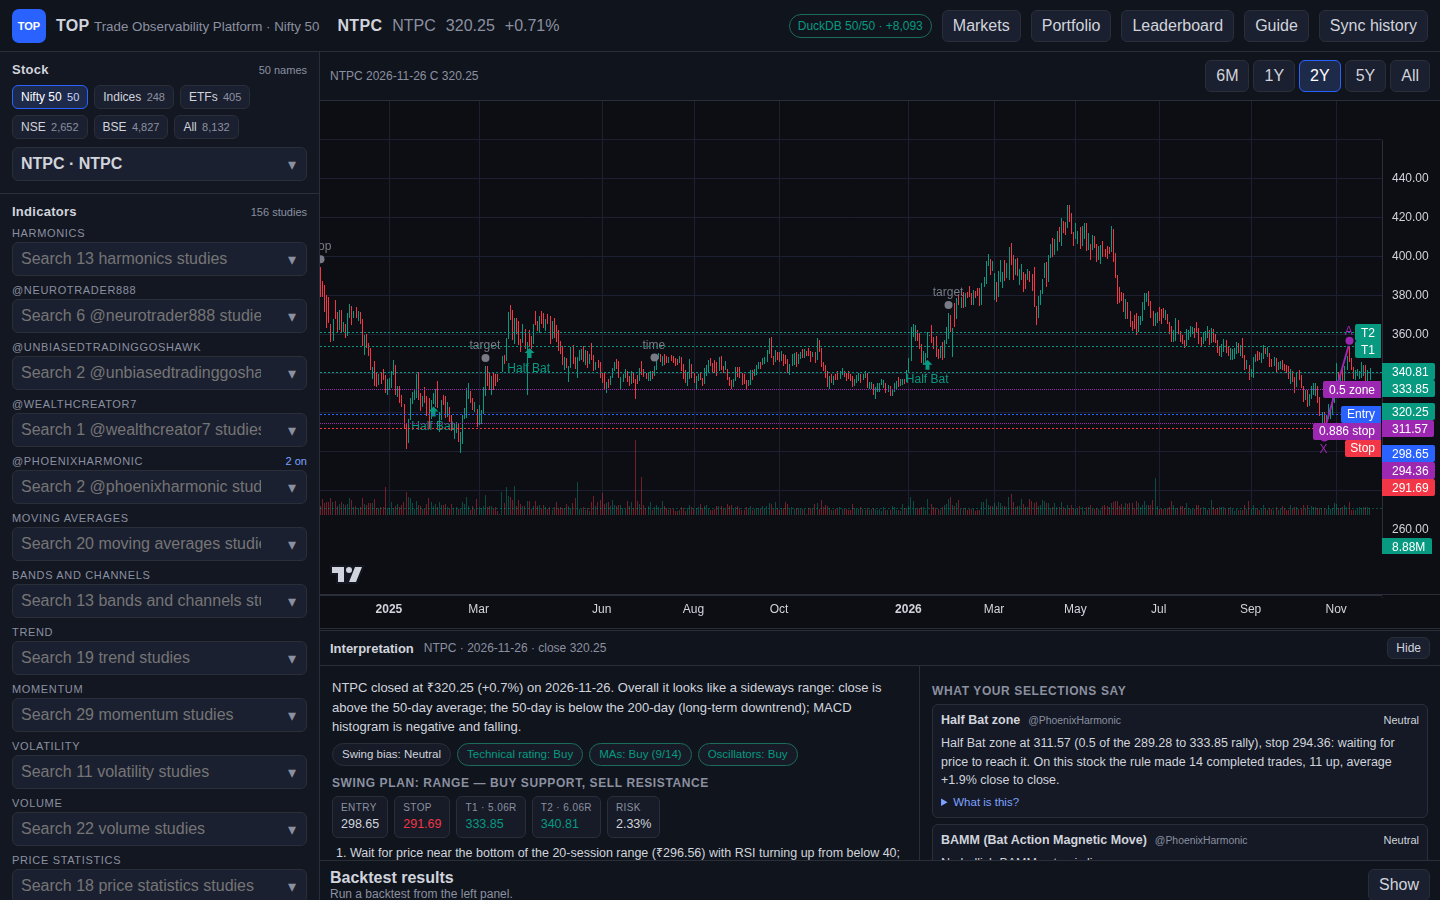 TOP TOP Trade Observability Platform · Nifty 50 NTPC NTPC 320.25 +0.71% DuckDB 50/50 · +8,093 Markets Portfolio Leaderboard Guide Sync history
Stock 50 names
Nifty 50 50 Indices 248 ETFs 405
NSE 2,652 BSE 4,827 All 8,132
NTPC · NTPC ▾
Indicators 156 studies
HARMONICS
Search 13 harmonics studies
@NEUROTRADER888
Search 6 @neurotrader888 studie
@UNBIASEDTRADINGGOSHAWK
Search 2 @unbiasedtradinggosha
@WEALTHCREATOR7
Search 1 @wealthcreator7 studies
@PHOENIXHARMONIC 2 on
Search 2 @phoenixharmonic stud
MOVING AVERAGES
Search 20 moving averages studi
BANDS AND CHANNELS
Search 13 bands and channels stu
TREND
Search 19 trend studies
MOMENTUM
Search 29 momentum studies
VOLATILITY
Search 11 volatility studies
VOLUME
Search 22 volume studies
PRICE STATISTICS
Search 18 price statistics studies
NTPC 2026-11-26 C 320.25 6M 1Y 2Y 5Y All
440.00
420.00
400.00
380.00
360.00
op
target
Half Bat
target
Half Bat
time
target
Half Bat
A
T2
T1
340.81
0.5 zone 333.85
Entry 320.25
0.886 stop 311.57
Stop
X
298.65
294.36
291.69
260.00
8.88M
2025 Mar Jun Aug Oct 2026 Mar May Jul Sep Nov
Interpretation NTPC · 2026-11-26 · close 320.25 Hide
NTPC closed at ₹320.25 (+0.7%) on 2026-11-26. Overall it looks like a sideways range: close is
above the 50-day average; the 50-day is below the 200-day (long-term downtrend); MACD
histogram is negative and falling.
Swing bias: Neutral Technical rating: Buy MAs: Buy (9/14) Oscillators: Buy
SWING PLAN: RANGE — BUY SUPPORT, SELL RESISTANCE
ENTRY STOP T1 · 5.06R T2 · 6.06R RISK
298.65 291.69 333.85 340.81 2.33%
1. Wait for price near the bottom of the 20-session range (₹296.56) with RSI turning up from below 40;
WHAT YOUR SELECTIONS SAY
Half Bat zone @PhoenixHarmonic Neutral
Half Bat zone at 311.57 (0.5 of the 289.28 to 333.85 rally), stop 294.36: waiting for
price to reach it. On this stock the rule made 14 completed trades, 11 up, average
+1.9% close to close.
▶ What is this?
BAMM (Bat Action Magnetic Move) @PhoenixHarmonic Neutral
Backtest results
Run a backtest from the left panel.
Show